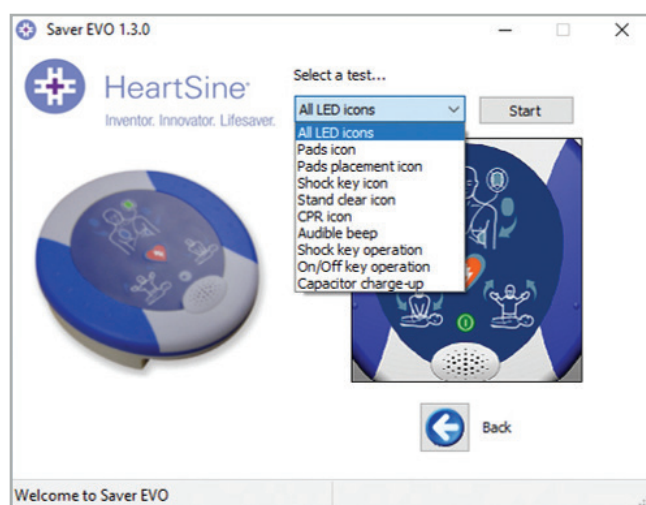 Saver EVO 1.3.0
HeartSine
Inventor. Innovator. Lifesaver.
Select a test...
All LED icons
Start
All LED icons
Pads icon
Pads placement icon
Shock key icon
Stand clear icon
CPR icon
Audible beep
Shock key operation
On/Off key operation
Capacitor charge-up
Back
Welcome to Saver EVO